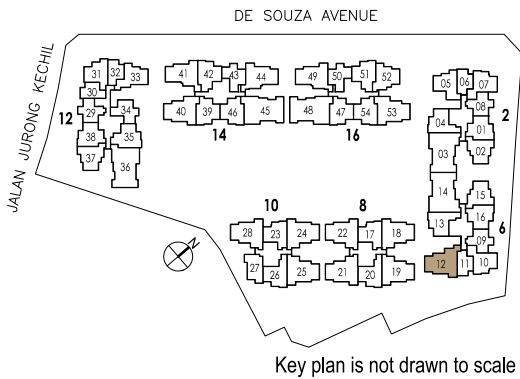 DE SOUZA AVENUE
JALAN JURONG KECHIL
31 32 33
30
29 34
12
38 35
37 36
41 42 43 44
40 39 46 45
14
49 50 51 52
48 47 54 53
16
05 06 07
08
04 01
2
03 02
14 15
13 16
6
09
12 11 10
10
28 23 24
27 26 25
8
22 17 18
21 20 19
N
Key plan is not drawn to scale